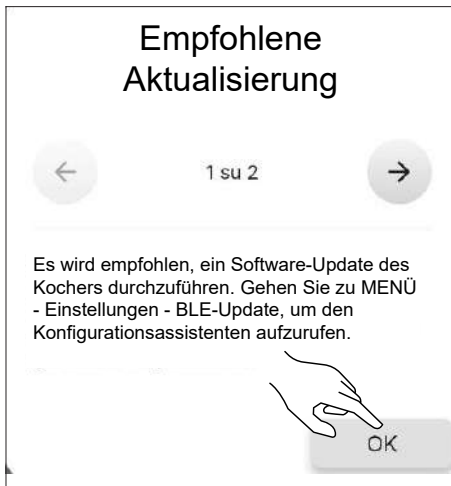 Empfohlene
Aktualisierung
1 su 2
Es wird empfohlen, ein Software-Update des
Kochers durchzuführen. Gehen Sie zu MENÜ
- Einstellungen - BLE-Update, um den
Konfigurationsassistenten aufzurufen.
OK